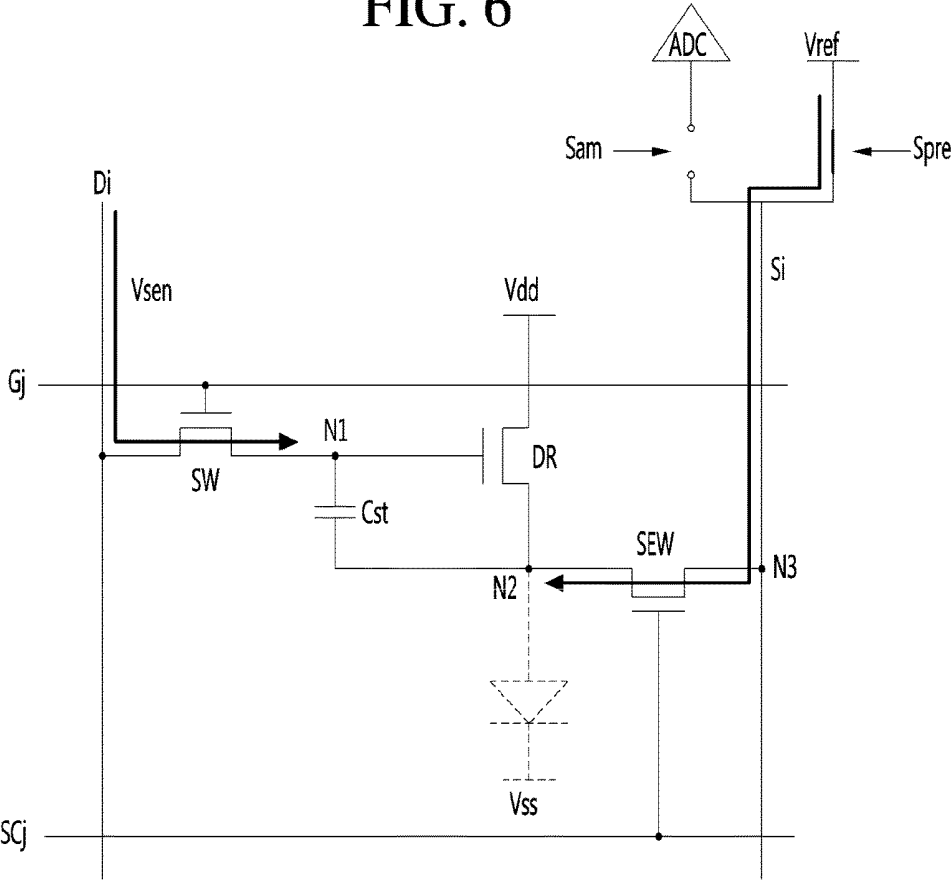 FIG. 6
ADC
Vref
Sam
Spre
Di
Vsen
Si
Vdd
Gj
N1
DR
SW
Cst
SEW
N2
N3
Vss
SCj